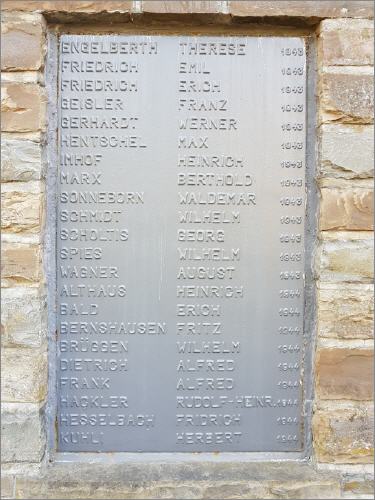 ENGELBERTH THERESE 1943
FRIEDRICH EMIL 1943
FRIEDRICH ERICH 1943
GEISLER FRANZ 1943
GERHARDT WERNER 1943
HENTSCHEL MAX 1943
IMHOF HEINRICH 1943
MARX BERTHOLD 1943
SONNEBORN WALDEMAR 1943
SCHMIDT WILHELM 1943
SCHOLTIS GEORG 1943
SPIES WILHELM 1943
WAGNER AUGUST 1943
ALTHAUS HEINRICH 1944
BALD ERICH 1944
BERNSHAUSEN FRITZ 1944
BRÜGGEN WILHELM 1944
DIETRICH ALFRED 1944
FRANK ALFRED 1944
HACKLER RUDOLF-HEINR. 1944
HESSELBACH FRIDRICH 1944
KÜHLI HERBERT 1944